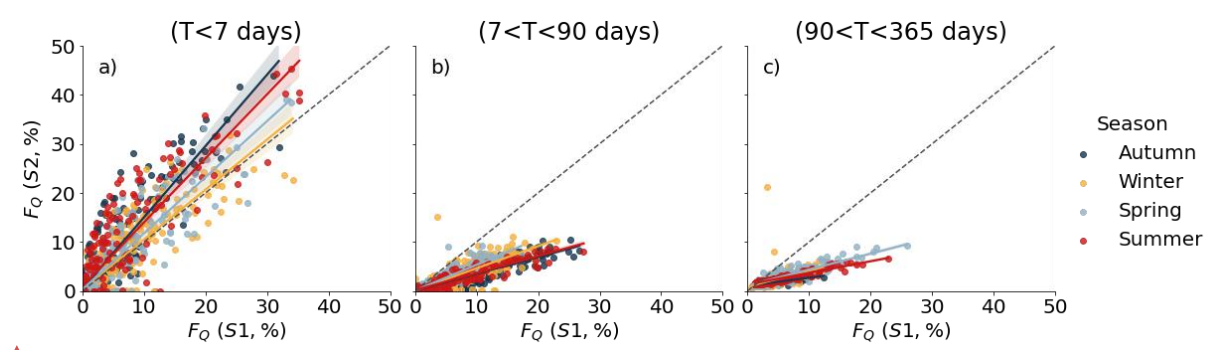 (T<7 days)
(7<T<90 days)
(90<T<365 days)
a)
b)
c)
50
40
30
20
10
0
F_Q (S2, %)
0 10 20 30 40 50
0 10 20 30 40 50
0 10 20 30 40 50
F_Q (S1, %)
F_Q (S1, %)
F_Q (S1, %)
Season
Autumn
Winter
Spring
Summer